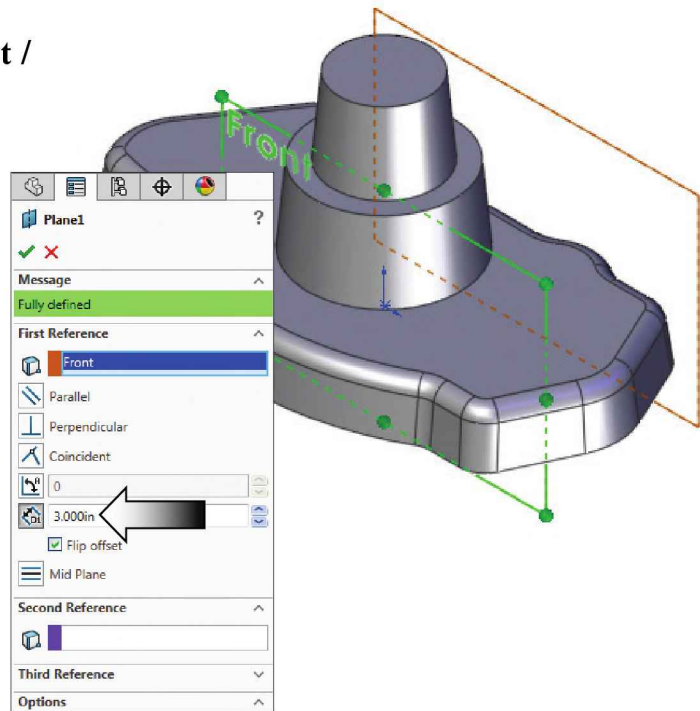 t /
Front
Plane1
?
Message
Fully defined
First Reference
Front
Parallel
Perpendicular
Coincident
0
3.000in
Flip offset
Mid Plane
Second Reference
Third Reference
Options